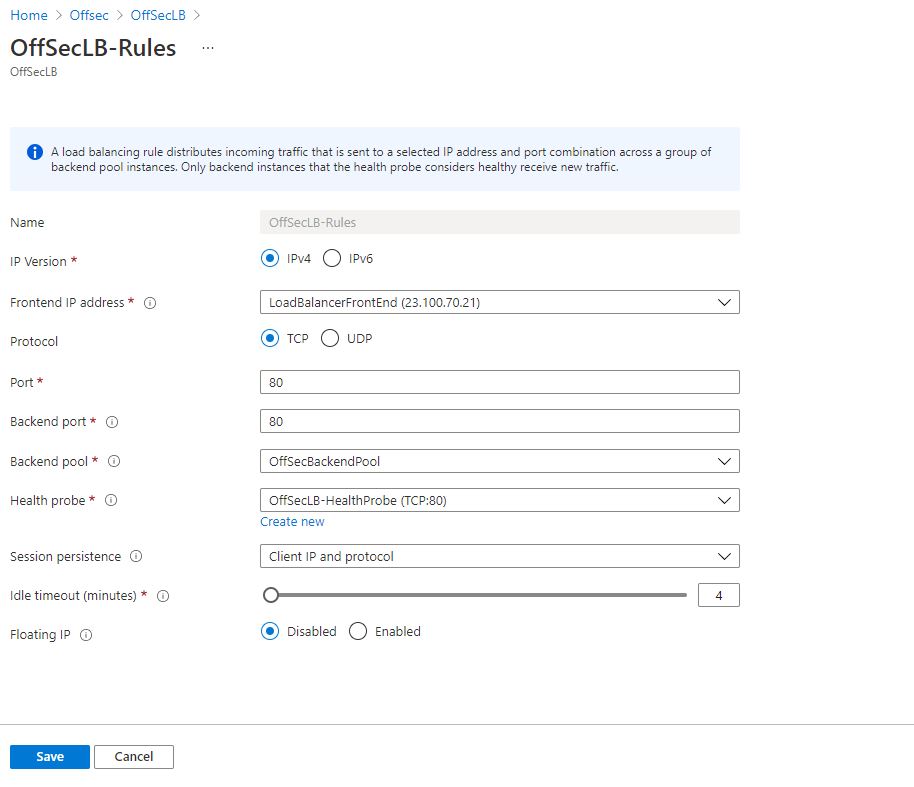 Home > Offsec > OffSecLB >
OffSecLB-Rules ...
OffSecLB
A load balancing rule distributes incoming traffic that is sent to a selected IP address and port combination across a group of
backend pool instances. Only backend instances that the health probe considers healthy receive new traffic.
Name OffSecLB-Rules
IP Version * IPv4 IPv6
Frontend IP address * LoadBalancerFrontEnd (23.100.70.21)
Protocol TCP UDP
Port * 80
Backend port * 80
Backend pool * OffSecBackendPool
Health probe * OffSecLB-HealthProbe (TCP:80)
Create new
Session persistence Client IP and protocol
Idle timeout (minutes) * 4
Floating IP Disabled Enabled
Save Cancel